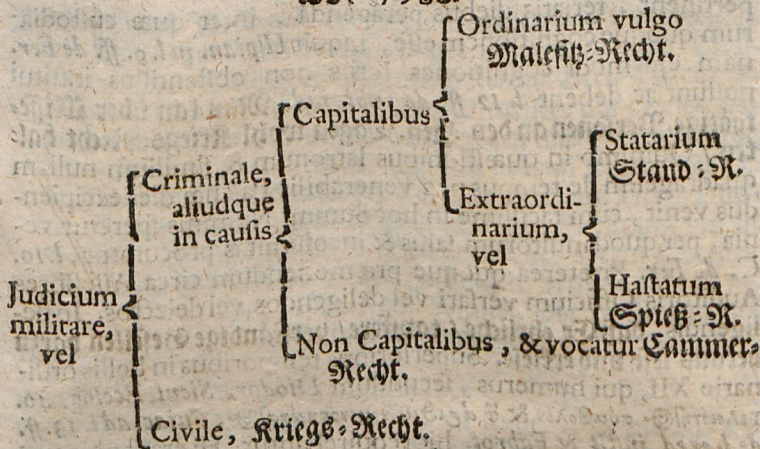 Ordinarium vulgo
Malefitz-Recht.
Capitalibus
Statarium
Stand-R.
Criminale,
aliudque
in causis
Extraordi-
narium,
vel
Judicium
militare,
vel
Hastatum
Spieß-R.
Non Capitalibus, & vocatur Cammer-
Recht.
Civile, Kriegs-Recht.